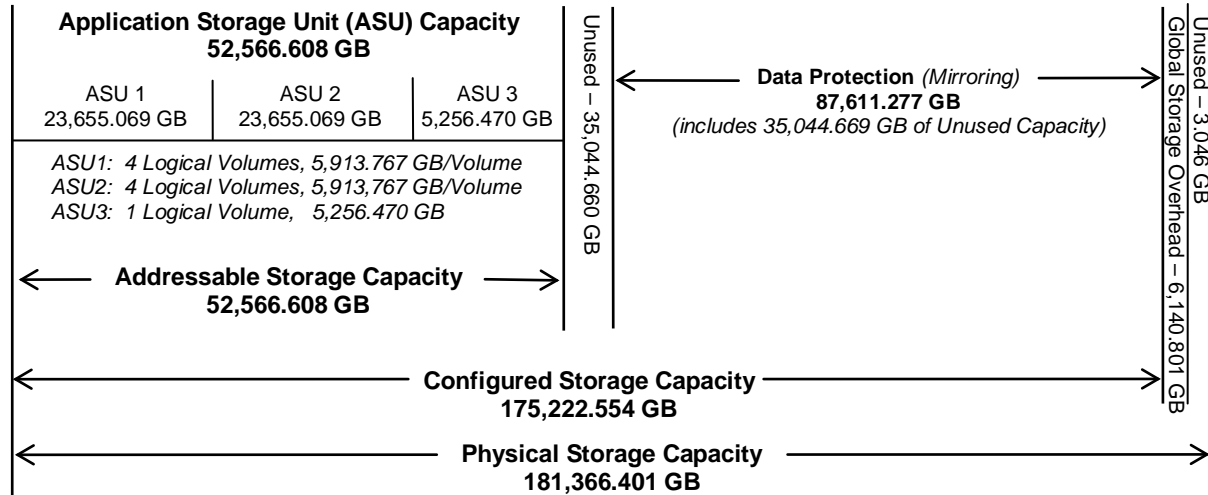 Application Storage Unit (ASU) Capacity
52,566.608 GB
ASU 1
23,655.069 GB
ASU 2
23,655.069 GB
ASU 3
5,256.470 GB
ASU1: 4 Logical Volumes, 5,913.767 GB/Volume
ASU2: 4 Logical Volumes, 5,913,767 GB/Volume
ASU3: 1 Logical Volume, 5,256.470 GB
Addressable Storage Capacity
52,566.608 GB
Unused – 35,044.660 GB
Data Protection (Mirroring)
87,611.277 GB
(includes 35,044.669 GB of Unused Capacity)
Global Storage Overhead – 6,140.801 GB
Unused – 3.046 GB
Configured Storage Capacity
175,222.554 GB
Physical Storage Capacity
181,366.401 GB